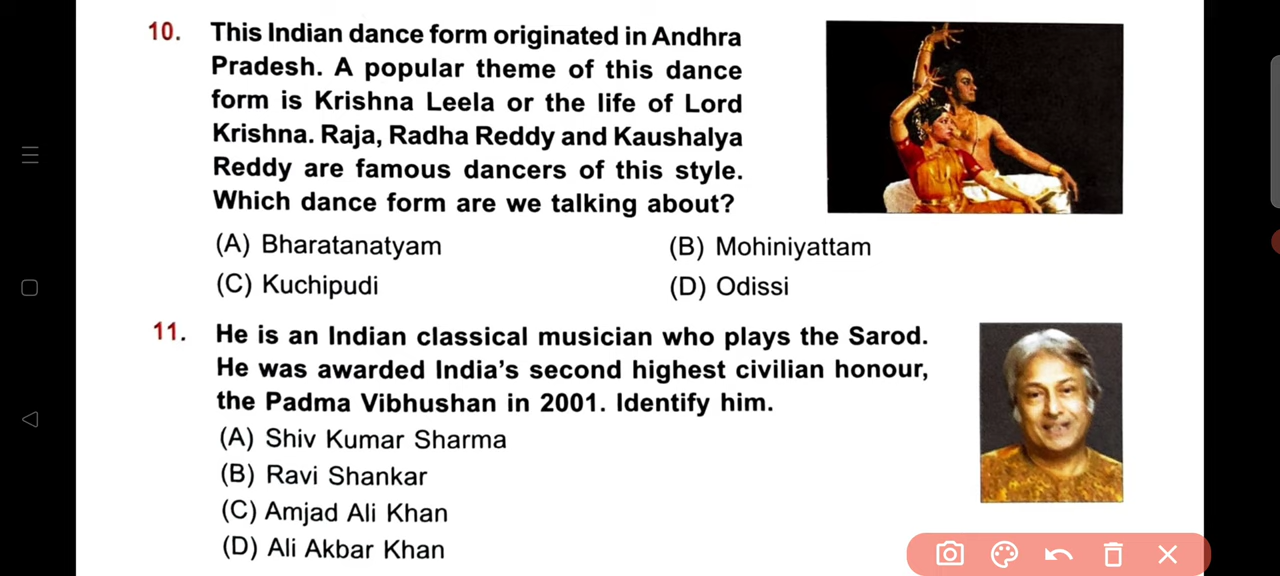 10. This Indian dance form originated in Andhra
Pradesh. A popular theme of this dance
form is Krishna Leela or the life of Lord
Krishna. Raja, Radha Reddy and Kaushalya
Reddy are famous dancers of this style.
Which dance form are we talking about?
(A) Bharatanatyam (B) Mohiniyattam
(C) Kuchipudi (D) Odissi
11. He is an Indian classical musician who plays the Sarod.
He was awarded India's second highest civilian honour,
the Padma Vibhushan in 2001. Identify him.
(A) Shiv Kumar Sharma
(B) Ravi Shankar
(C) Amjad Ali Khan
(D) Ali Akbar Khan